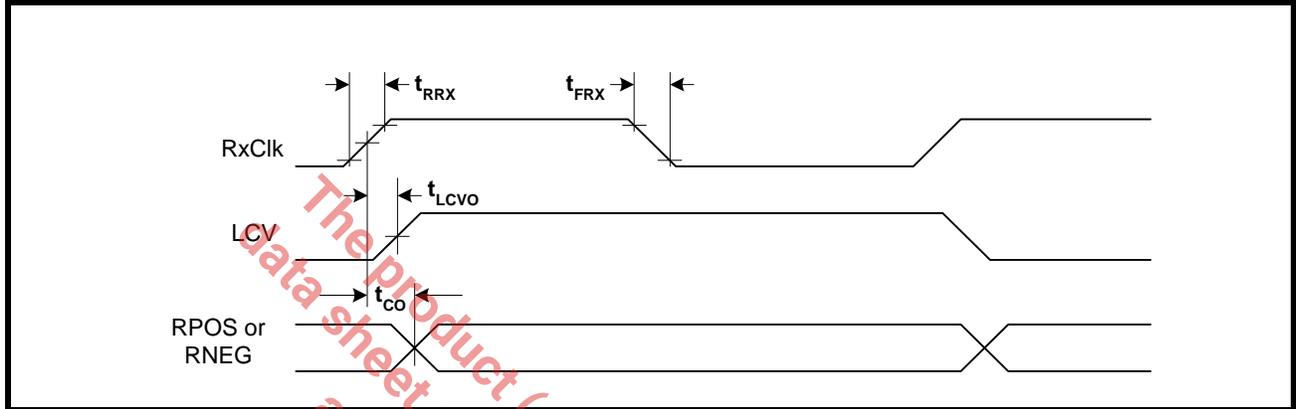 tRRX
tFRX
RxClk
tLCVO
LCV
tCO
RPOS or
RNEG
The product (
data sheet
a